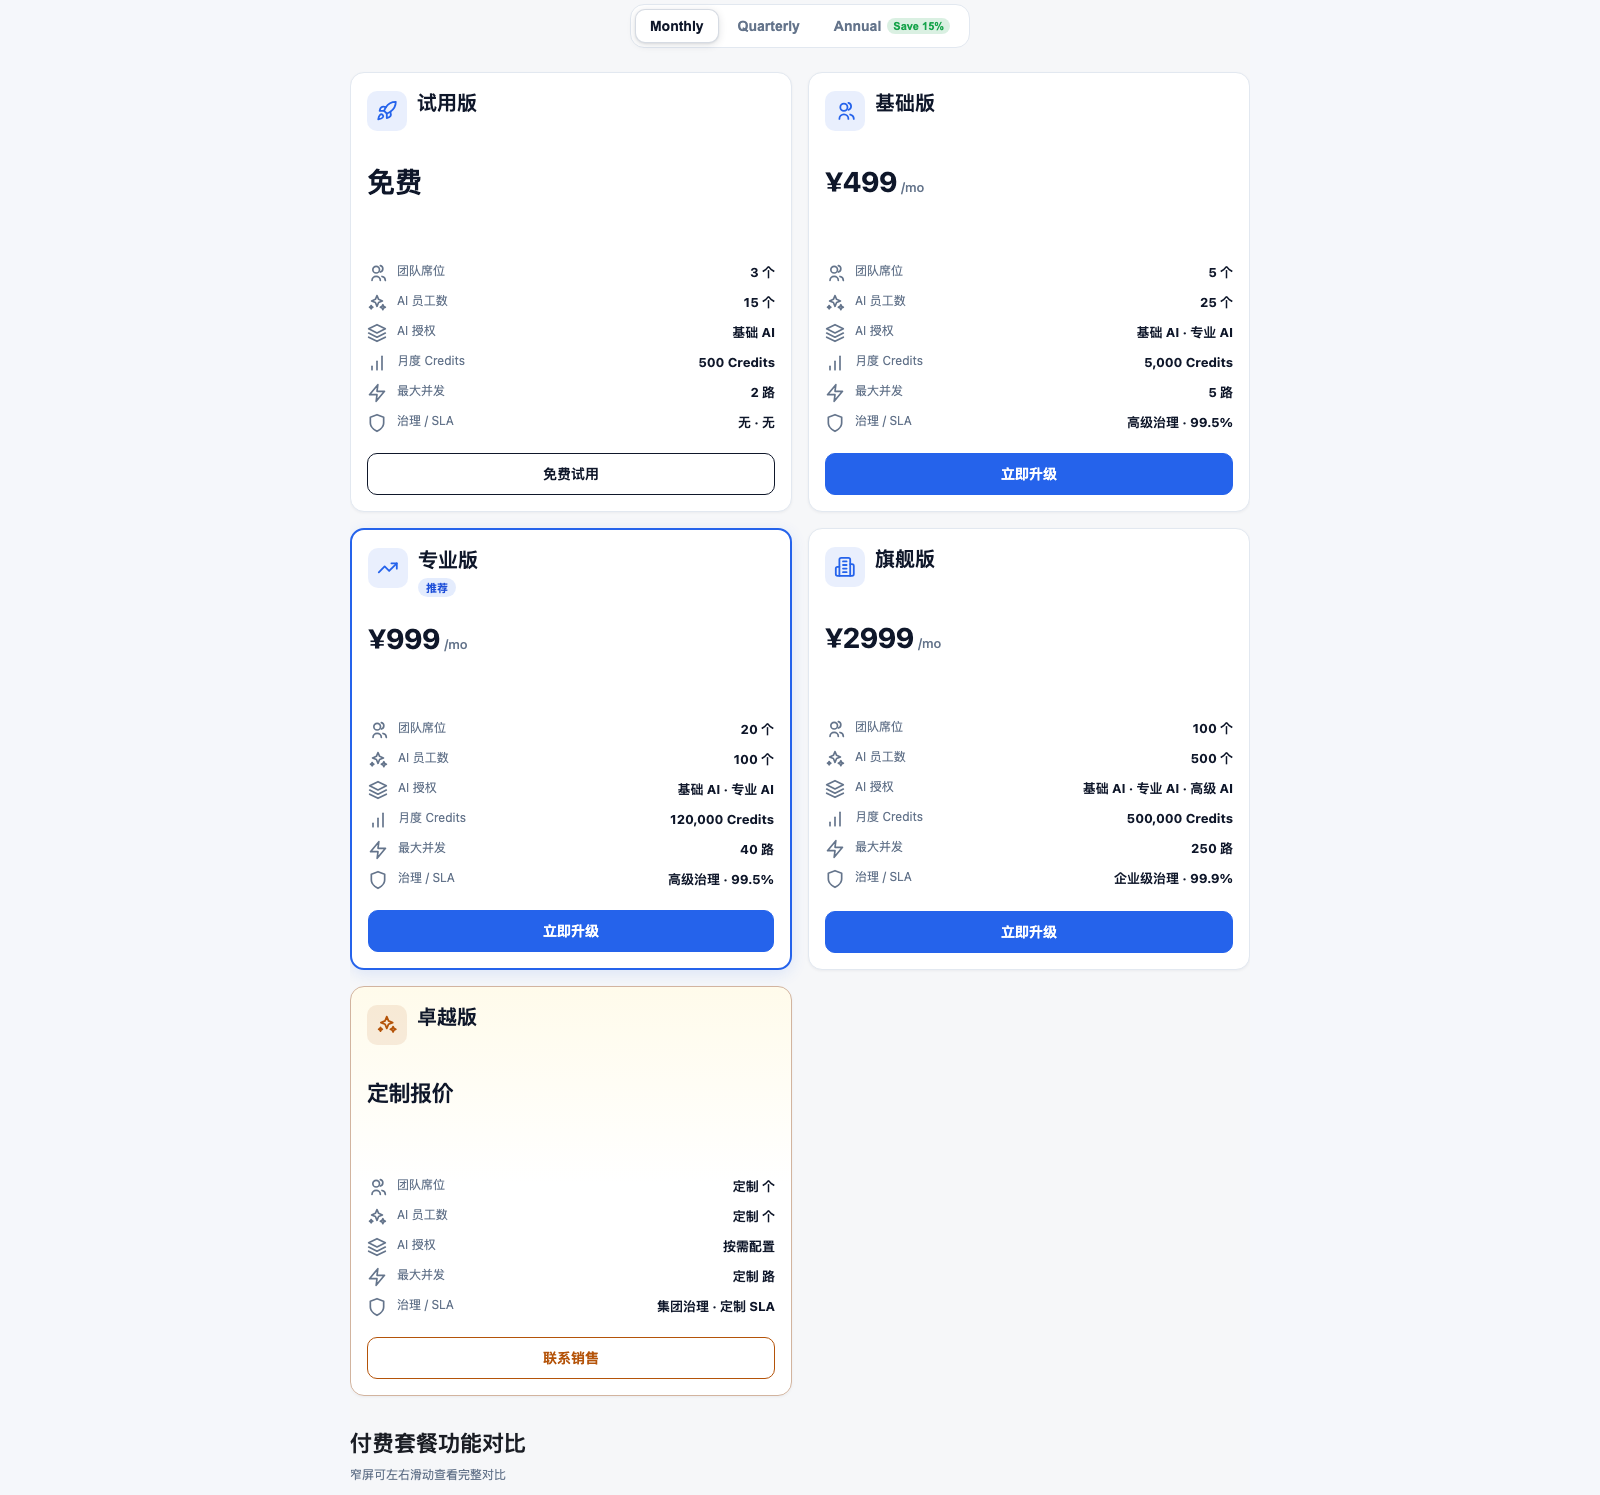 Monthly Quarterly Annual Save 15%
试用版
免费
团队席位 3 个
AI 员工数 15 个
AI 授权 基础 AI
月度 Credits 500 Credits
最大并发 2 路
治理 / SLA 无 · 无
免费试用
基础版
¥499 /mo
团队席位 5 个
AI 员工数 25 个
AI 授权 基础 AI · 专业 AI
月度 Credits 5,000 Credits
最大并发 5 路
治理 / SLA 高级治理 · 99.5%
立即升级
专业版
推荐
¥999 /mo
团队席位 20 个
AI 员工数 100 个
AI 授权 基础 AI · 专业 AI
月度 Credits 120,000 Credits
最大并发 40 路
治理 / SLA 高级治理 · 99.5%
立即升级
旗舰版
¥2999 /mo
团队席位 100 个
AI 员工数 500 个
AI 授权 基础 AI · 专业 AI · 高级 AI
月度 Credits 500,000 Credits
最大并发 250 路
治理 / SLA 企业级治理 · 99.9%
立即升级
卓越版
定制报价
团队席位 定制 个
AI 员工数 定制 个
AI 授权 按需配置
最大并发 定制 路
治理 / SLA 集团治理 · 定制 SLA
联系销售
付费套餐功能对比
窄屏可左右滑动查看完整对比